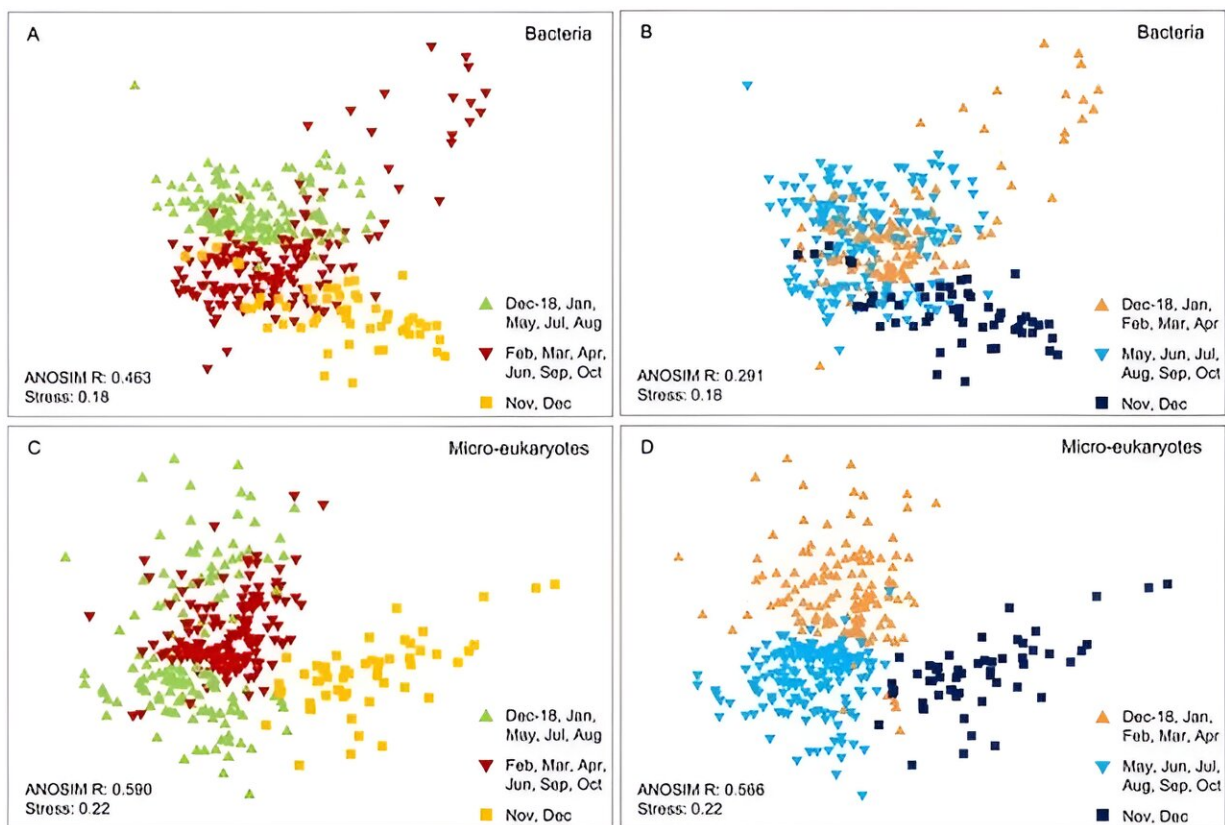 A
Bacteria
Dec-18, Jan,
May, Jul, Aug
Feb, Mar, Apr,
Jun, Sep, Oct
Nov, Dec
ANOSIM R: 0.463
Stress: 0.18
B
Bacteria
Dec-18, Jan,
Feb, Mar, Apr
May, Jun, Jul,
Aug, Sep, Oct
Nov, Dec
ANOSIM R: 0.291
Stress: 0.18
C
Micro-eukaryotes
Dec-18, Jan,
May, Jul, Aug
Feb, Mar, Apr,
Jun, Sep, Oct
Nov, Dec
ANOSIM R: 0.590
Stress: 0.22
D
Micro-eukaryotes
Dec-18, Jan,
Feb, Mar, Apr
May, Jun, Jul,
Aug, Sep, Oct
Nov, Dec
ANOSIM R: 0.566
Stress: 0.22